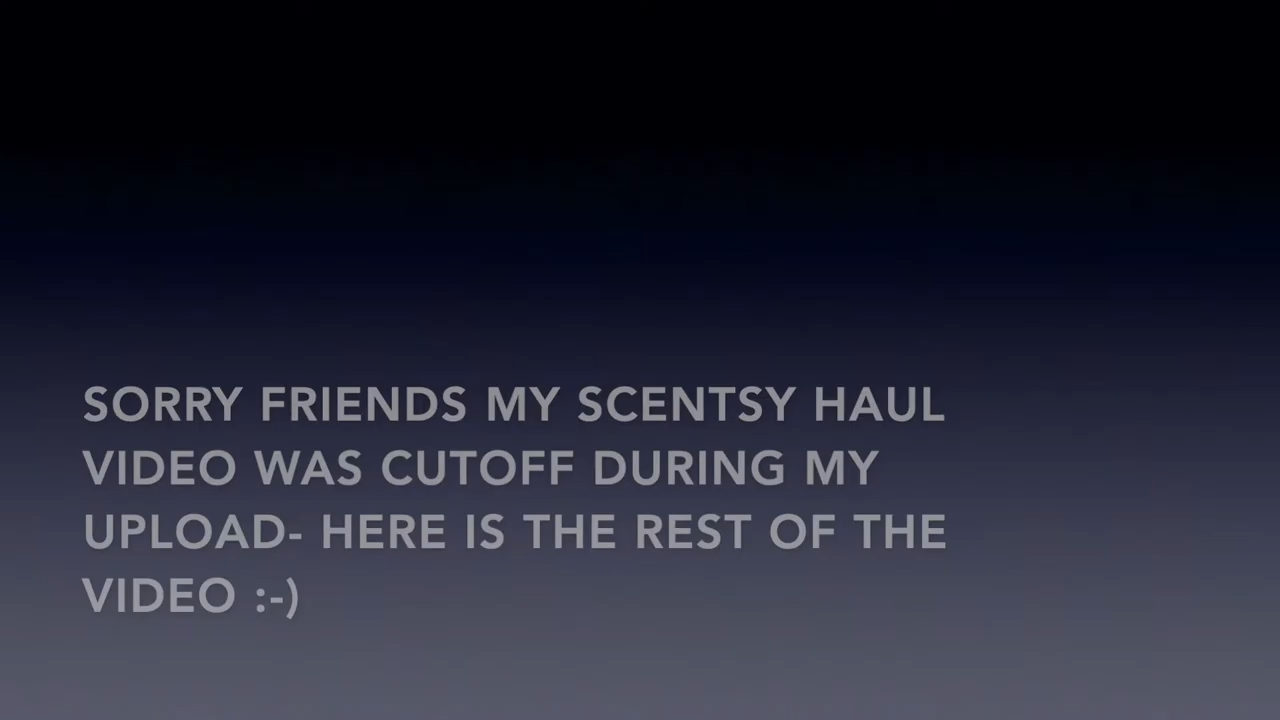 SORRY FRIENDS MY SCENTSY HAUL
VIDEO WAS CUTOFF DURING MY
UPLOAD- HERE IS THE REST OF THE
VIDEO :-)